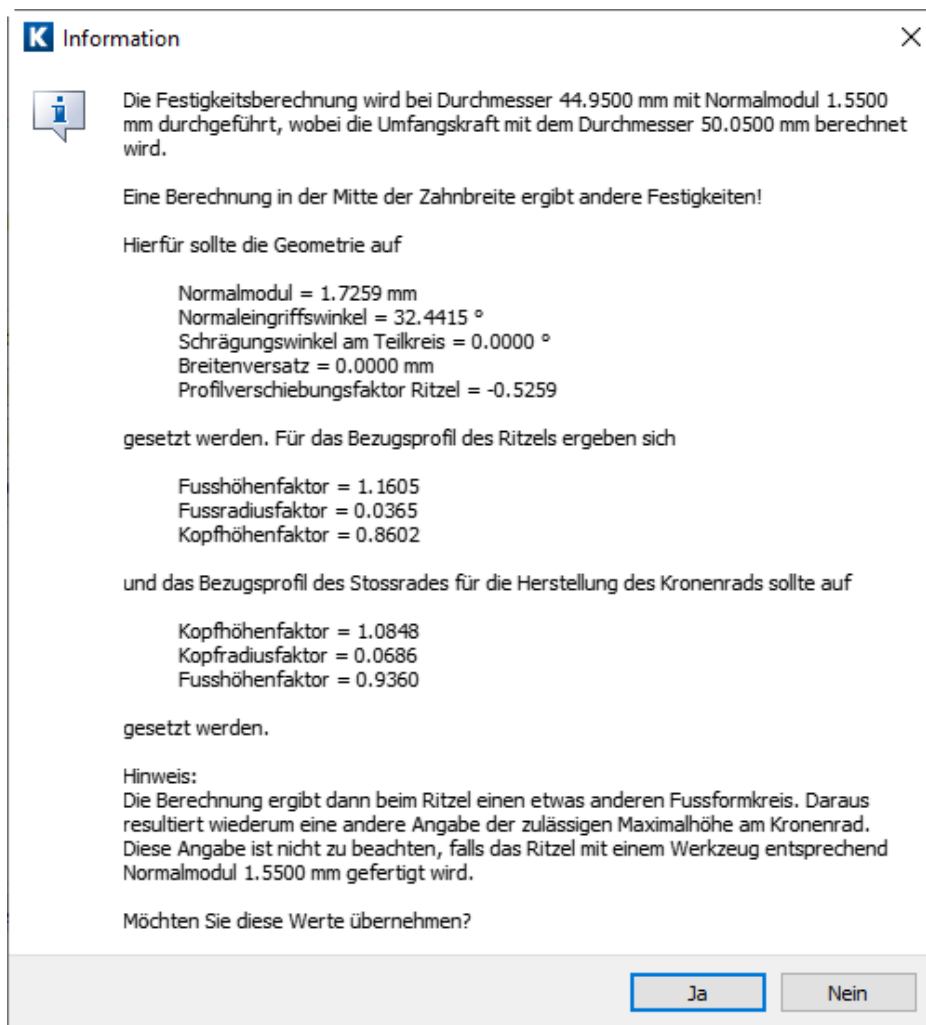 K Information
Die Festigkeitsberechnung wird bei Durchmesser 44.9500 mm mit Normalmodul 1.5500
mm durchgeführt, wobei die Umfangskraft mit dem Durchmesser 50.0500 mm berechnet
wird.
Eine Berechnung in der Mitte der Zahnbreite ergibt andere Festigkeiten!
Hierfür sollte die Geometrie auf
Normalmodul = 1.7259 mm
Normaleingriffswinkel = 32.4415 °
Schrägungswinkel am Teilkreis = 0.0000 °
Breitenversatz = 0.0000 mm
Profilverschiebungsfaktor Ritzel = -0.5259
gesetzt werden. Für das Bezugsprofil des Ritzels ergeben sich
Fusshöhenfaktor = 1.1605
Fussradiusfaktor = 0.0365
Kopfhöhenfaktor = 0.8602
und das Bezugsprofil des Stossrades für die Herstellung des Kronenrads sollte auf
Kopfhöhenfaktor = 1.0848
Kopfradiusfaktor = 0.0686
Fusshöhenfaktor = 0.9360
gesetzt werden.
Hinweis:
Die Berechnung ergibt dann beim Ritzel einen etwas anderen Fussformkreis. Daraus
resultiert wiederum eine andere Angabe der zulässigen Maximalhöhe am Kronenrad.
Diese Angabe ist nicht zu beachten, falls das Ritzel mit einem Werkzeug entsprechend
Normalmodul 1.5500 mm gefertigt wird.
Möchten Sie diese Werte übernehmen?
Ja
Nein